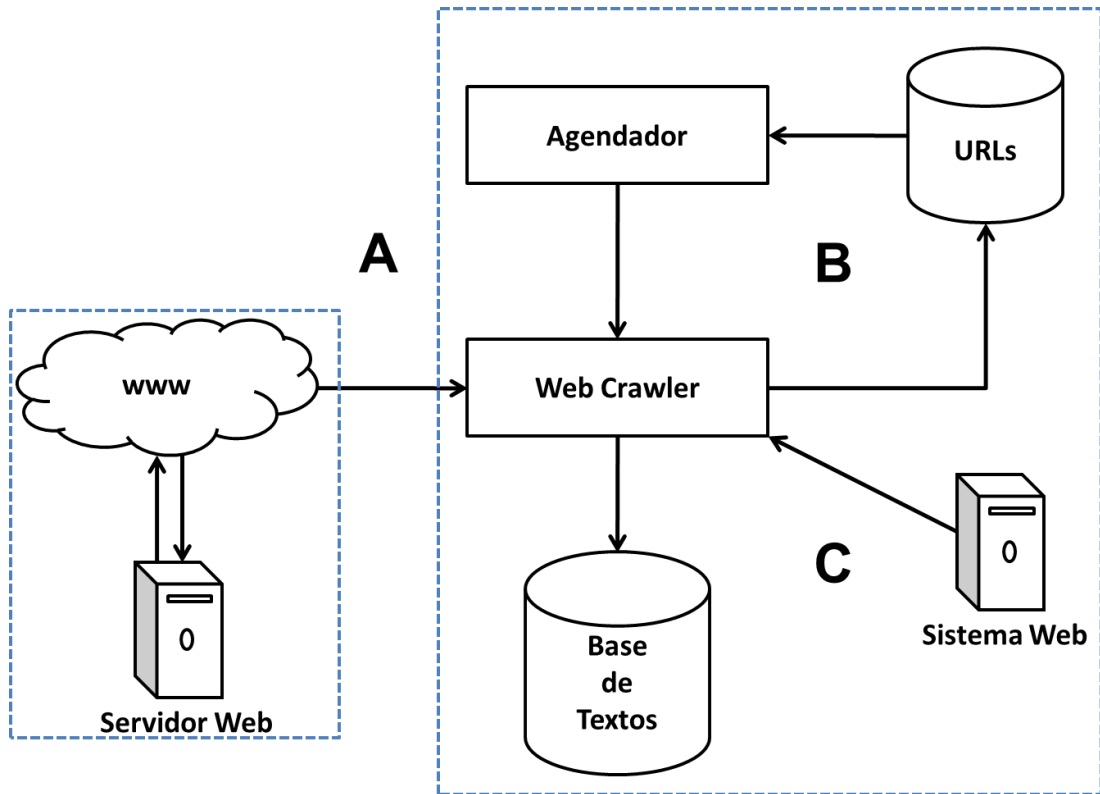 Agendador
URLs
A
B
www
Web Crawler
C
Sistema Web
Base
de
Textos
Servidor Web